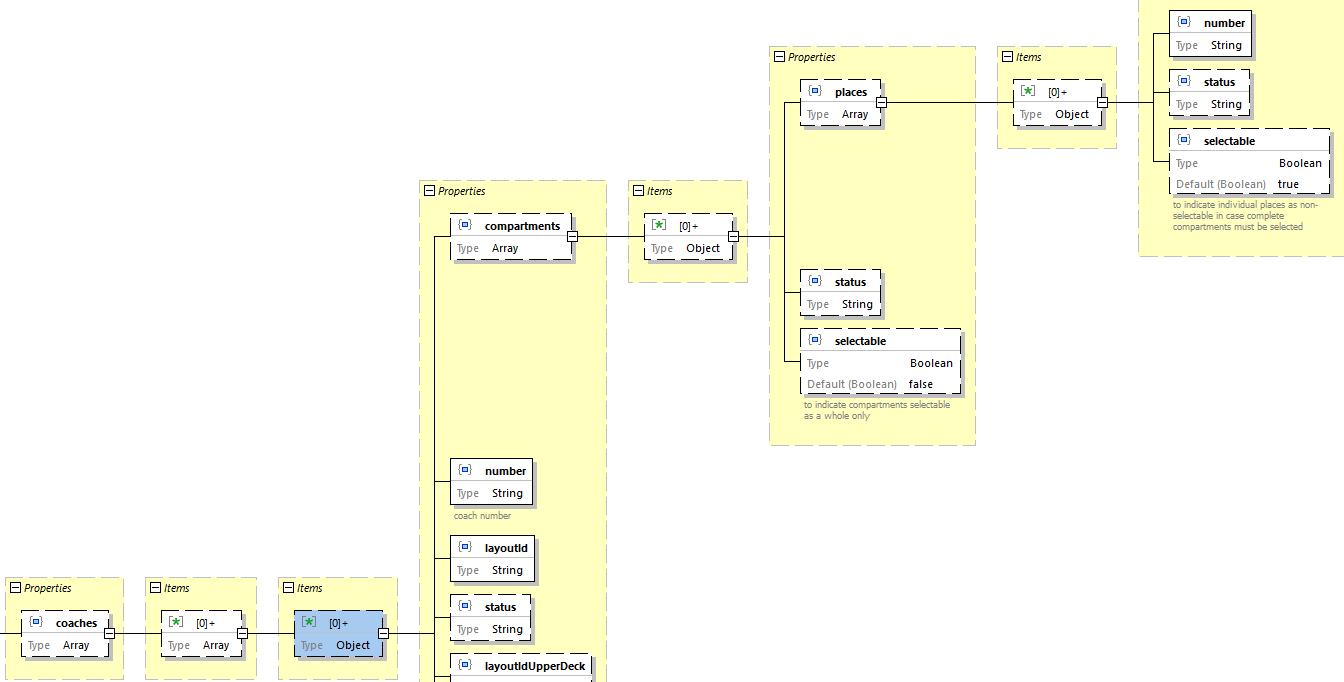 number
Type String
status
Type String
selectable
Type Boolean
Default (Boolean) true
to indicate individual places as non-
selectable in case complete
compartments must be selected
Items
[0]+
Type Object
Properties
places
Type Array
status
Type String
selectable
Type Boolean
Default (Boolean) false
to indicate compartments selectable
as a whole only
Items
[0]+
Type Object
Properties
compartments
Type Array
number
Type String
coach number
layoutId
Type String
status
Type String
layoutIdUpperDeck
Items
[0]+
Type Object
Items
[0]+
Type Array
Properties
coaches
Type Array